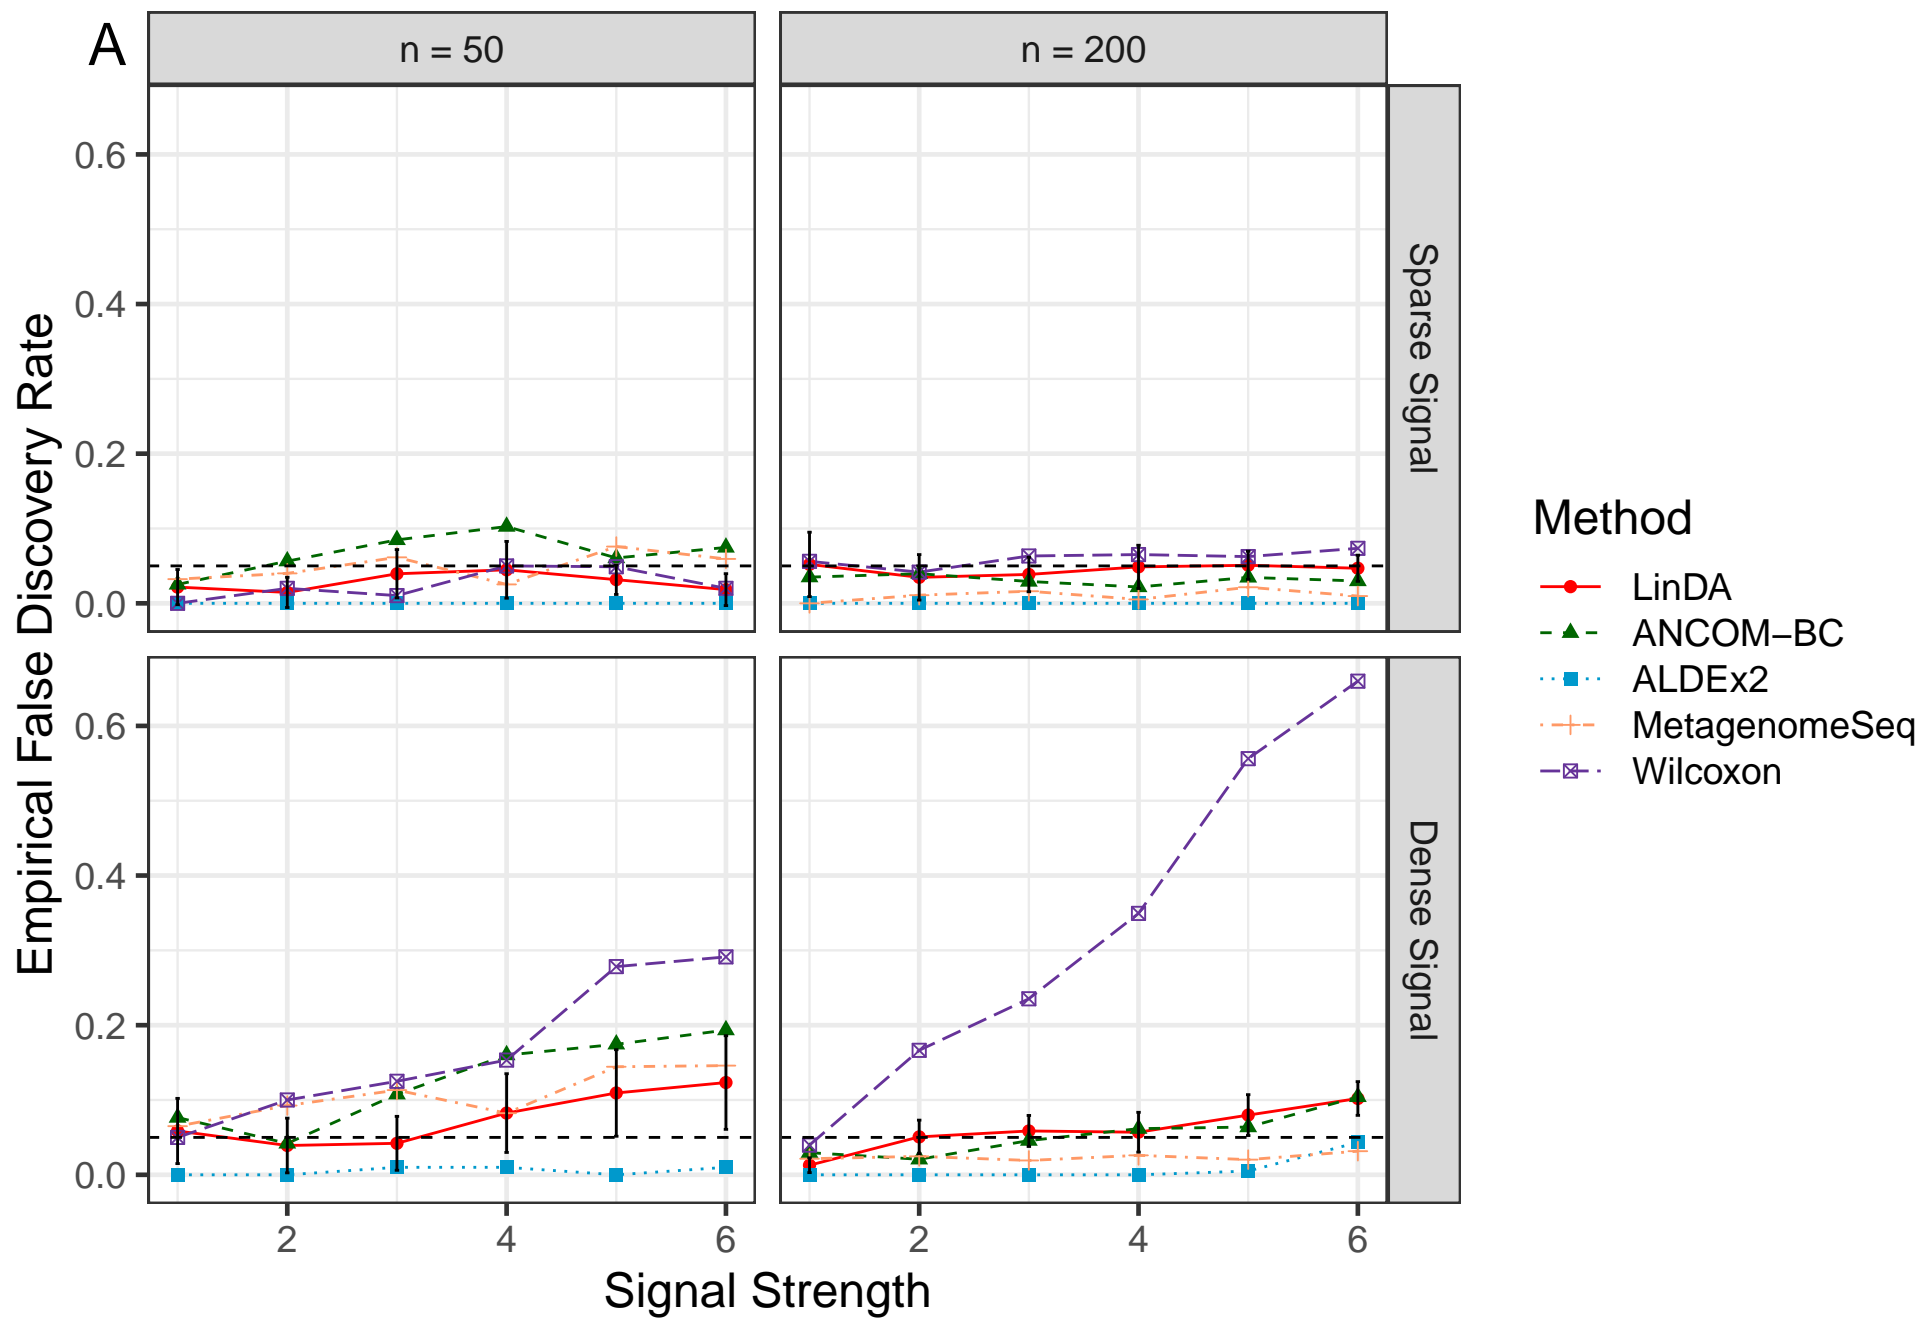 A
n = 50
n = 200
Empirical False Discovery Rate
0.6
0.4
0.2
0.0
Sparse Signal
0.6
0.4
0.2
0.0
Dense Signal
2
4
6
2
4
6
Signal Strength
Method
LinDA
ANCOM−BC
ALDEx2
MetagenomeSeq
Wilcoxon